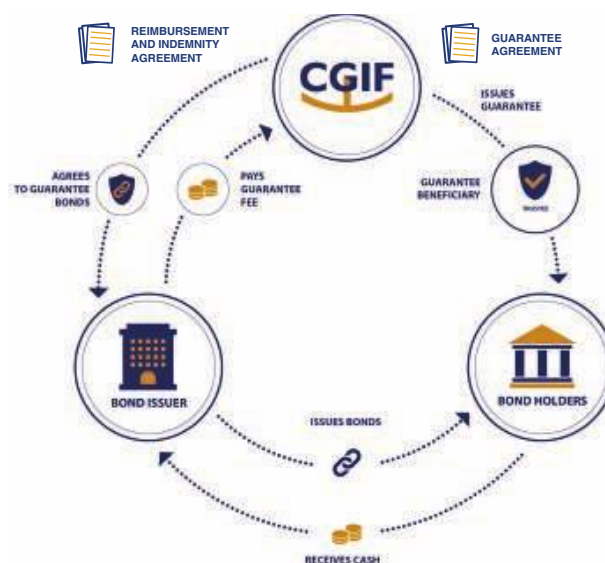 REIMBURSEMENT
AND INDEMNITY
AGREEMENT
GUARANTEE
AGREEMENT
CGIF
ISSUES
GUARANTEE
AGREES
TO GUARANTEE
BONDS
PAYS
GUARANTEE
FEE
GUARANTEE
BENEFICIARY
TRUSTEE
BOND ISSUER
BOND HOLDERS
ISSUES BONDS
RECEIVES CASH